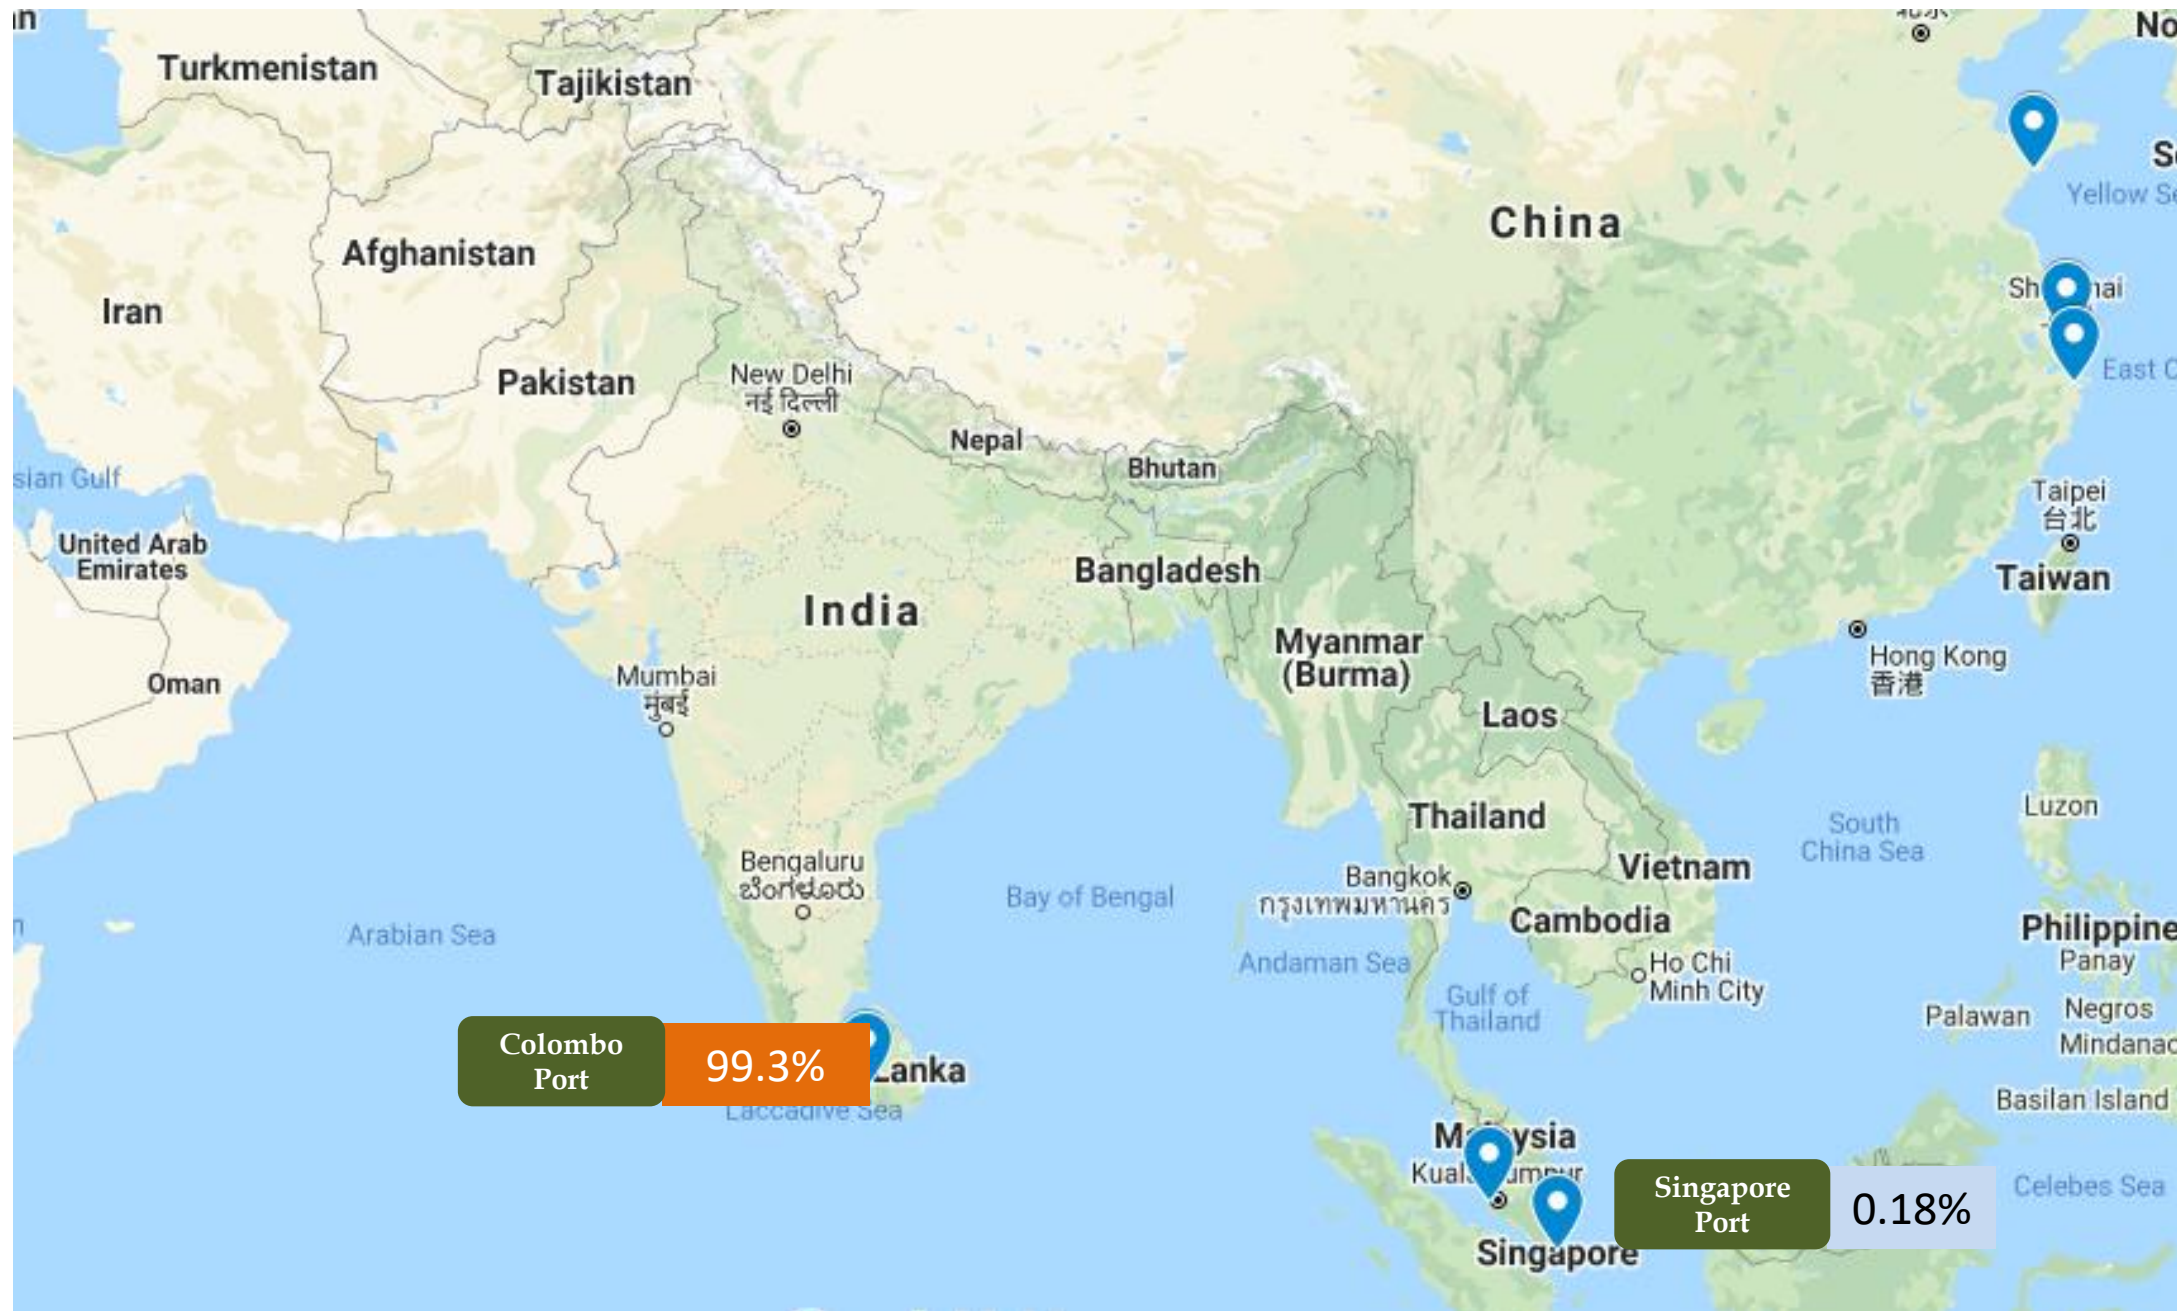 Turkmenistan
Tajikistan
Afghanistan
China
Iran
Yellow
Pakistan
New Delhi
नई दिल्ली
East
Nepal
Bhutan
Taipei
台北
Taiwan
Gulf
United Arab
Emirates
Bangladesh
India
Myanmar
(Burma)
Hong Kong
香港
Oman
Mumbai
मुंबई
Laos
Luzon
Thailand
South
China Sea
Vietnam
Bengaluru
ಬೆಂಗಳೂರು
Bangkok
กรุงเทพมหานคร
Bay of Bengal
Cambodia
Arabian Sea
Andaman Sea
Ho Chi
Minh City
Philippine
Panay
Gulf of
Thailand
Palawan
Negros
Mindanao
Colombo
Port
99.3%
Lanka
Laccadive Sea
Basilan Island
Malaysia
Kuala Lumpur
Singapore
Port
0.18%
Celebes Sea
Singapore